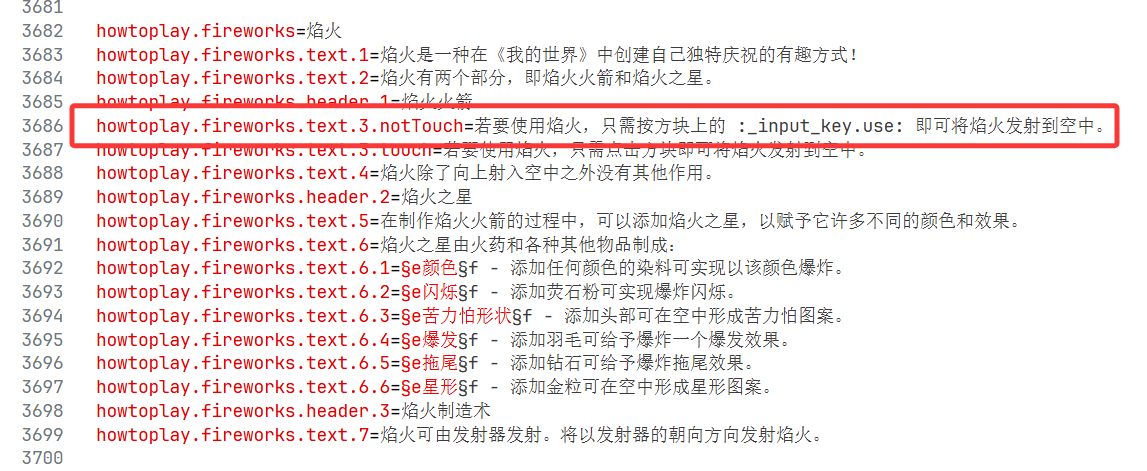 3681
3682 howtoplay.fireworks=焰火
3683 howtoplay.fireworks.text.1=焰火是一种在《我的世界》中创建自己独特庆祝的有趣方式！
3684 howtoplay.fireworks.text.2=焰火有两个部分，即焰火火箭和焰火之星。
3685 howtoplay.fireworks.header.1=焰火火箭
3686 howtoplay.fireworks.text.3.notTouch=若要使用焰火，只需按方块上的 :_input_key.use: 即可将焰火发射到空中。
3687 howtoplay.fireworks.text.3.touch=若要使用焰火，只需点击方块即可将焰火发射到空中。
3688 howtoplay.fireworks.text.4=焰火除了向上射入空中之外没有其他作用。
3689 howtoplay.fireworks.header.2=焰火之星
3690 howtoplay.fireworks.text.5=在制作焰火火箭的过程中，可以添加焰火之星，以赋予它许多不同的颜色和效果。
3691 howtoplay.fireworks.text.6=焰火之星由火药和各种其他物品制成：
3692 howtoplay.fireworks.text.6.1=§e颜色§f - 添加任何颜色的染料可实现以该颜色爆炸。
3693 howtoplay.fireworks.text.6.2=§e闪烁§f - 添加荧石粉可实现爆炸闪烁。
3694 howtoplay.fireworks.text.6.3=§e苦力怕形状§f - 添加头部可在空中形成苦力怕图案。
3695 howtoplay.fireworks.text.6.4=§e爆发§f - 添加羽毛可给予爆炸一个爆发效果。
3696 howtoplay.fireworks.text.6.5=§e拖尾§f - 添加钻石可给予爆炸拖尾效果。
3697 howtoplay.fireworks.text.6.6=§e星形§f - 添加金粒可在空中形成星形图案。
3698 howtoplay.fireworks.header.3=焰火制造术
3699 howtoplay.fireworks.text.7=焰火可由发射器发射。将以发射器的朝向方向发射焰火。
3700